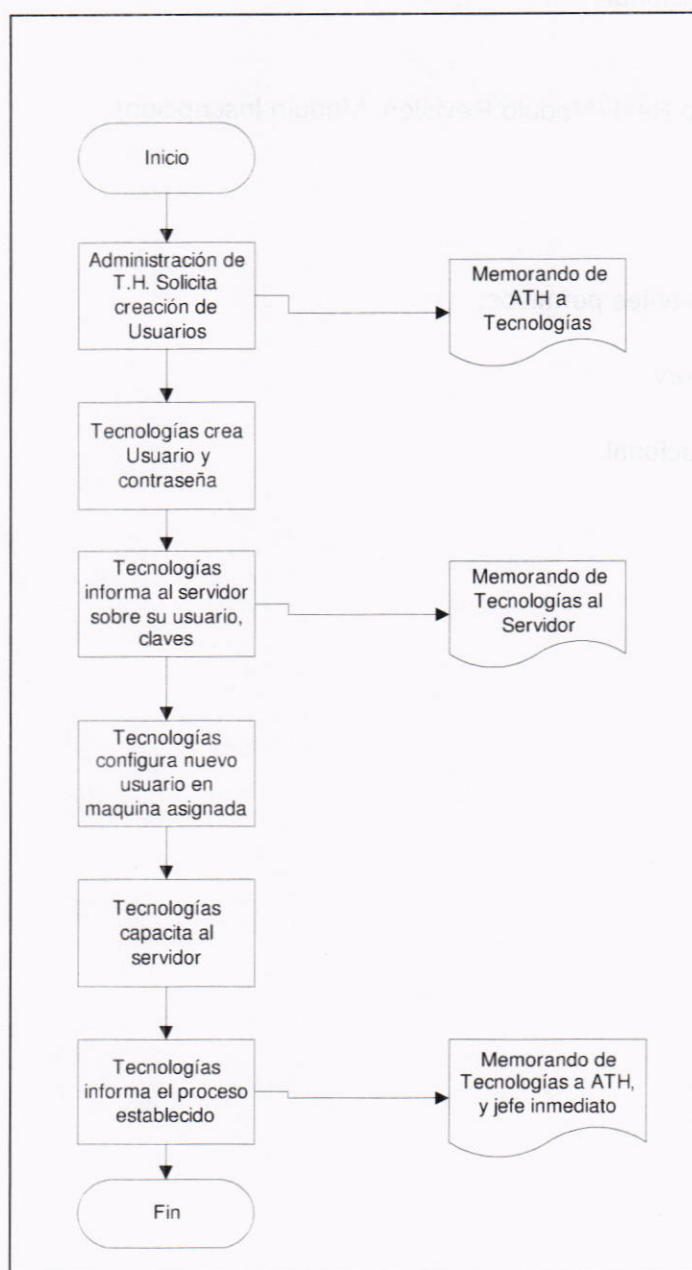 Inicio
Administración de
T.H. Solicita
creación de
Usuarios
Memorando de
ATH a
Tecnologías
Tecnologías crea
Usuario y
contraseña
Tecnologías
informa al servidor
sobre su usuario,
claves
Memorando de
Tecnologías al
Servidor
Tecnologías
configura nuevo
usuario en
maquina asignada
Tecnologías
capacita al
servidor
Tecnologías
informa el proceso
establecido
Memorando de
Tecnologías a ATH,
y jefe inmediato
Fin